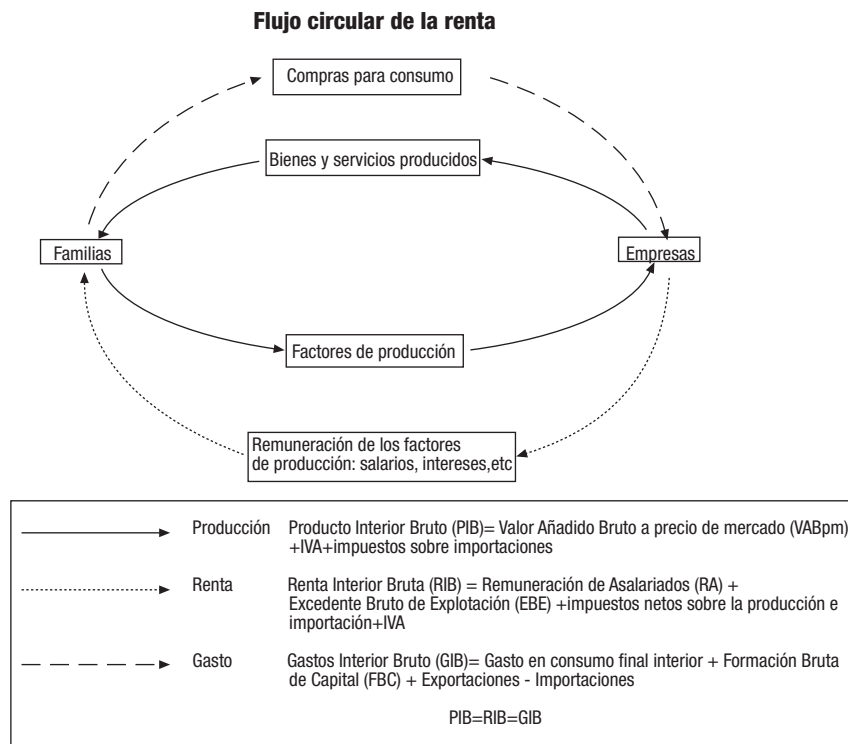 Flujo circular de la renta
Compras para consumo
Bienes y servicios producidos
Familias
Empresas
Factores de producción
Remuneración de los factores
de producción: salarios, intereses,etc
Producción
Producto Interior Bruto (PIB)= Valor Añadido Bruto a precio de mercado (VABpm)
+IVA+impuestos sobre importaciones
Renta
Renta Interior Bruta (RIB) = Remuneración de Asalariados (RA) +
Excedente Bruto de Explotación (EBE) +impuestos netos sobre la producción e
importación+IVA
Gasto
Gastos Interior Bruto (GIB)= Gasto en consumo final interior + Formación Bruta
de Capital (FBC) + Exportaciones - Importaciones
PIB=RIB=GIB